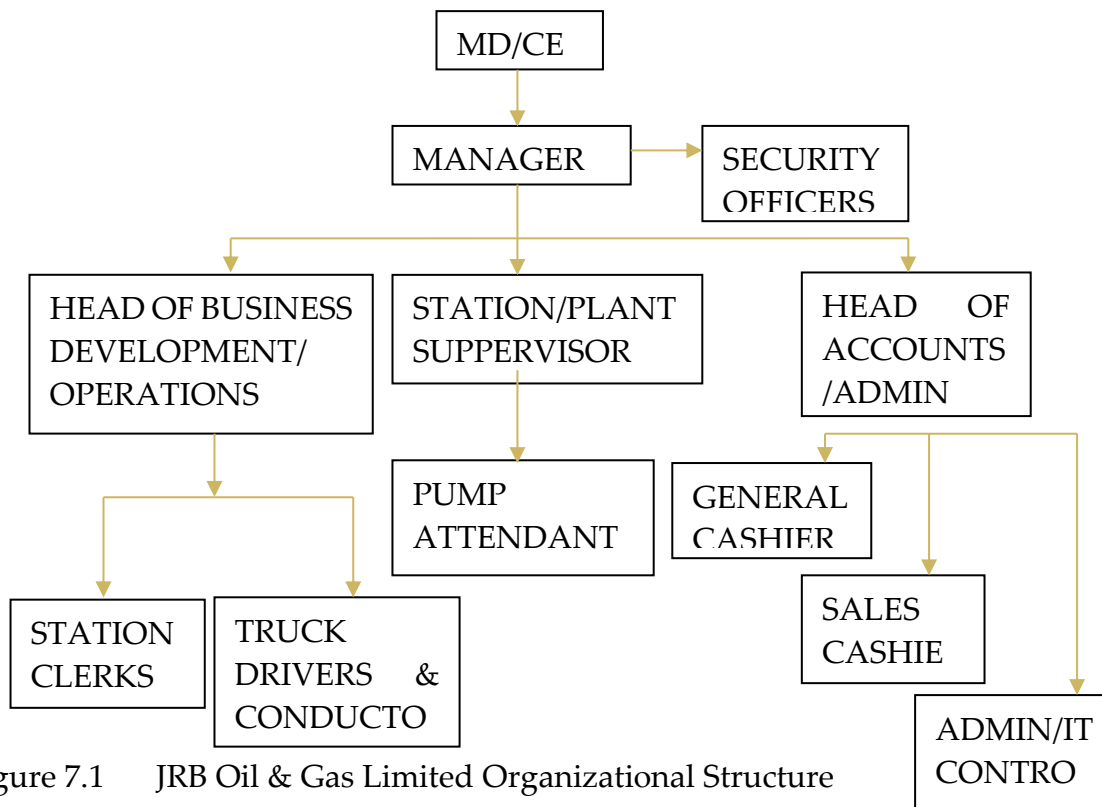 MD/CE
MANAGER
SECURITY
OFFICERS
HEAD OF BUSINESS
DEVELOPMENT/
OPERATIONS
STATION/PLANT
SUPPERVISOR
HEAD OF
ACCOUNTS
/ADMIN
PUMP
ATTENDANT
GENERAL
CASHIER
SALES
CASHIE
STATION
CLERKS
TRUCK
DRIVERS &
CONDUCTO
ADMIN/IT
CONTRO
gure 7.1 JRB Oil & Gas Limited Organizational Structure